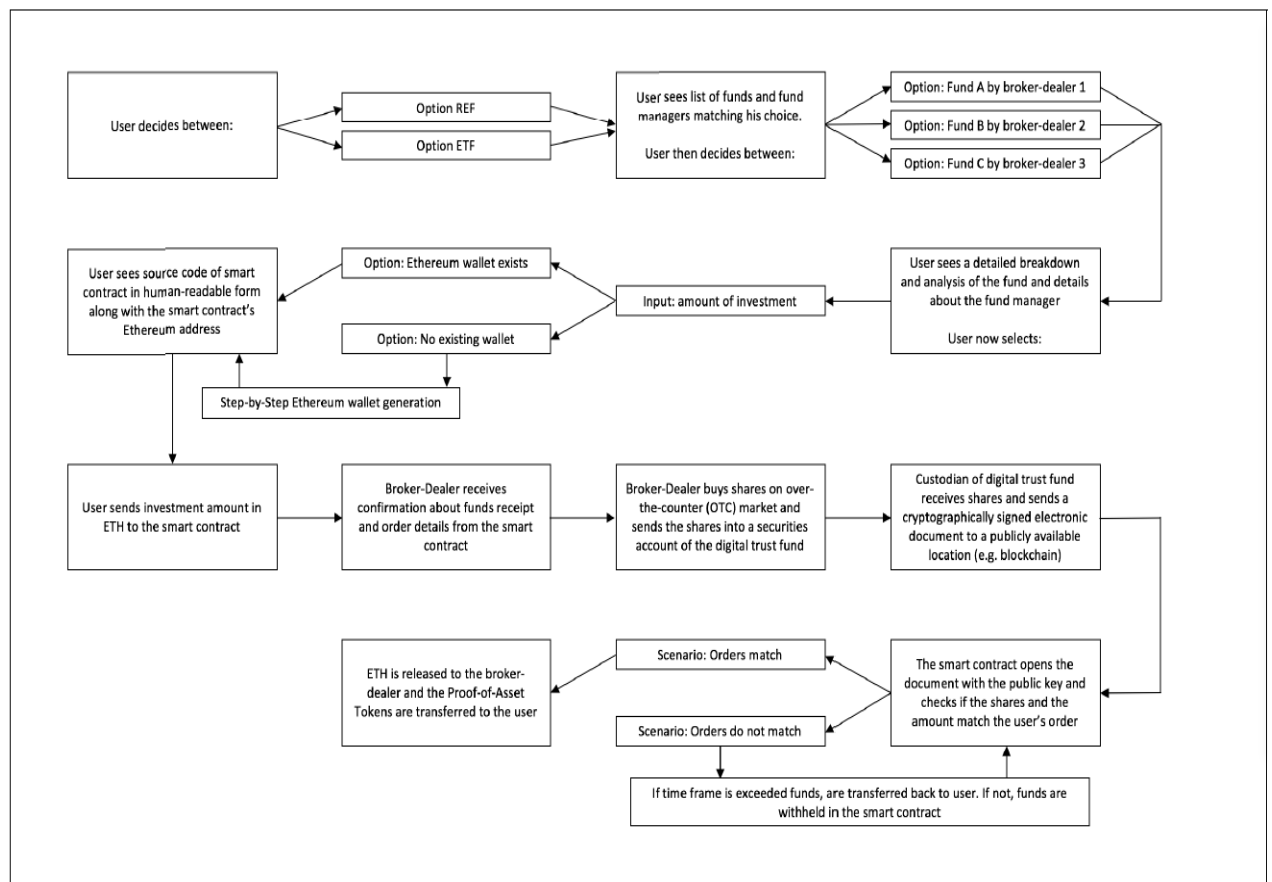 User decides between:
Option REF
Option ETF
User sees list of funds and fund
managers matching his choice.
User then decides between:
Option: Fund A by broker-dealer 1
Option: Fund B by broker-dealer 2
Option: Fund C by broker-dealer 3
User sees a detailed breakdown
and analysis of the fund and details
about the fund manager
User now selects:
Input: amount of investment
Option: Ethereum wallet exists
Option: No existing wallet
Step-by-Step Ethereum wallet generation
User sees source code of smart
contract in human-readable form
along with the smart contract's
Ethereum address
User sends investment amount in
ETH to the smart contract
Broker-Dealer receives
confirmation about funds receipt
and order details from the smart
contract
Broker-Dealer buys shares on over-
the-counter (OTC) market and
sends the shares into a securities
account of the digital trust fund
Custodian of digital trust fund
receives shares and sends a
cryptographically signed electronic
document to a publicly available
location (e.g. blockchain)
The smart contract opens the
document with the public key and
checks if the shares and the
amount match the user's order
Scenario: Orders match
Scenario: Orders do not match
If time frame is exceeded funds, are transferred back to user. If not, funds are
withheld in the smart contract
ETH is released to the broker-
dealer and the Proof-of-Asset
Tokens are transferred to the user